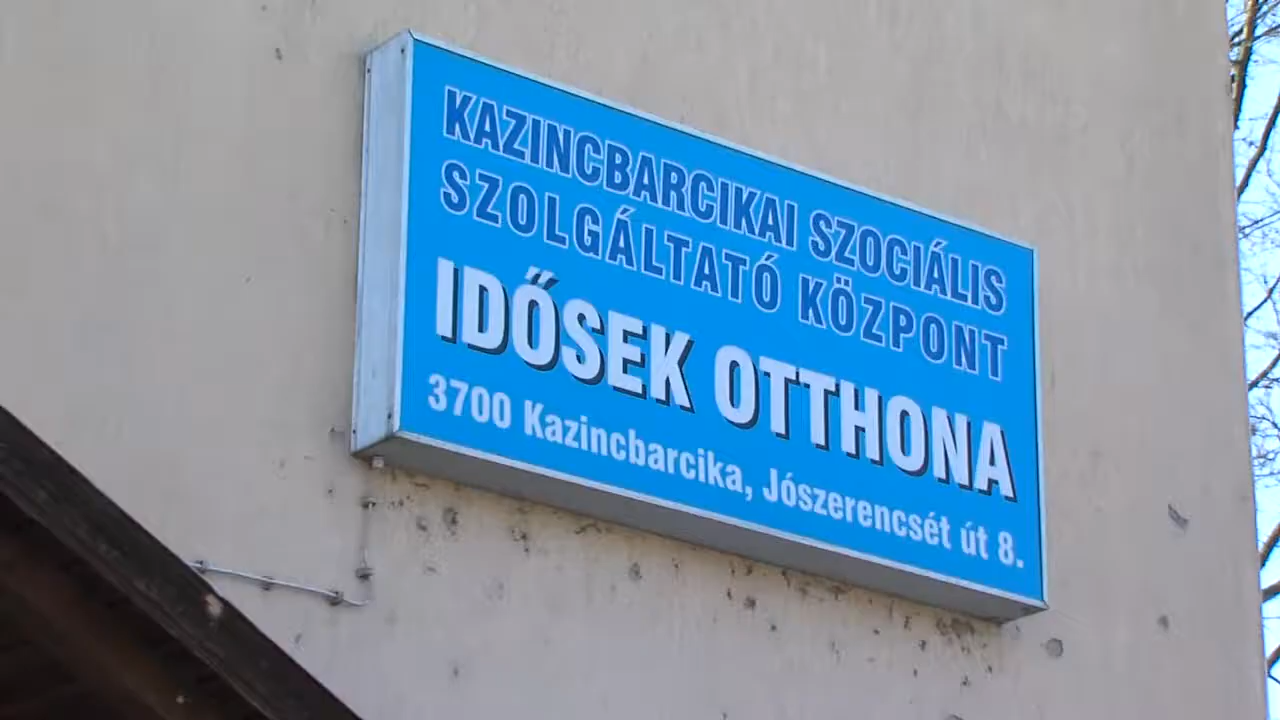 KAZINCBARCIKAI SZOCIÁLIS
SZOLGÁLTATÓ KÖZPONT
IDŐSEK OTTHONA
3700 Kazincbarcika, Jószerencsét út 8.